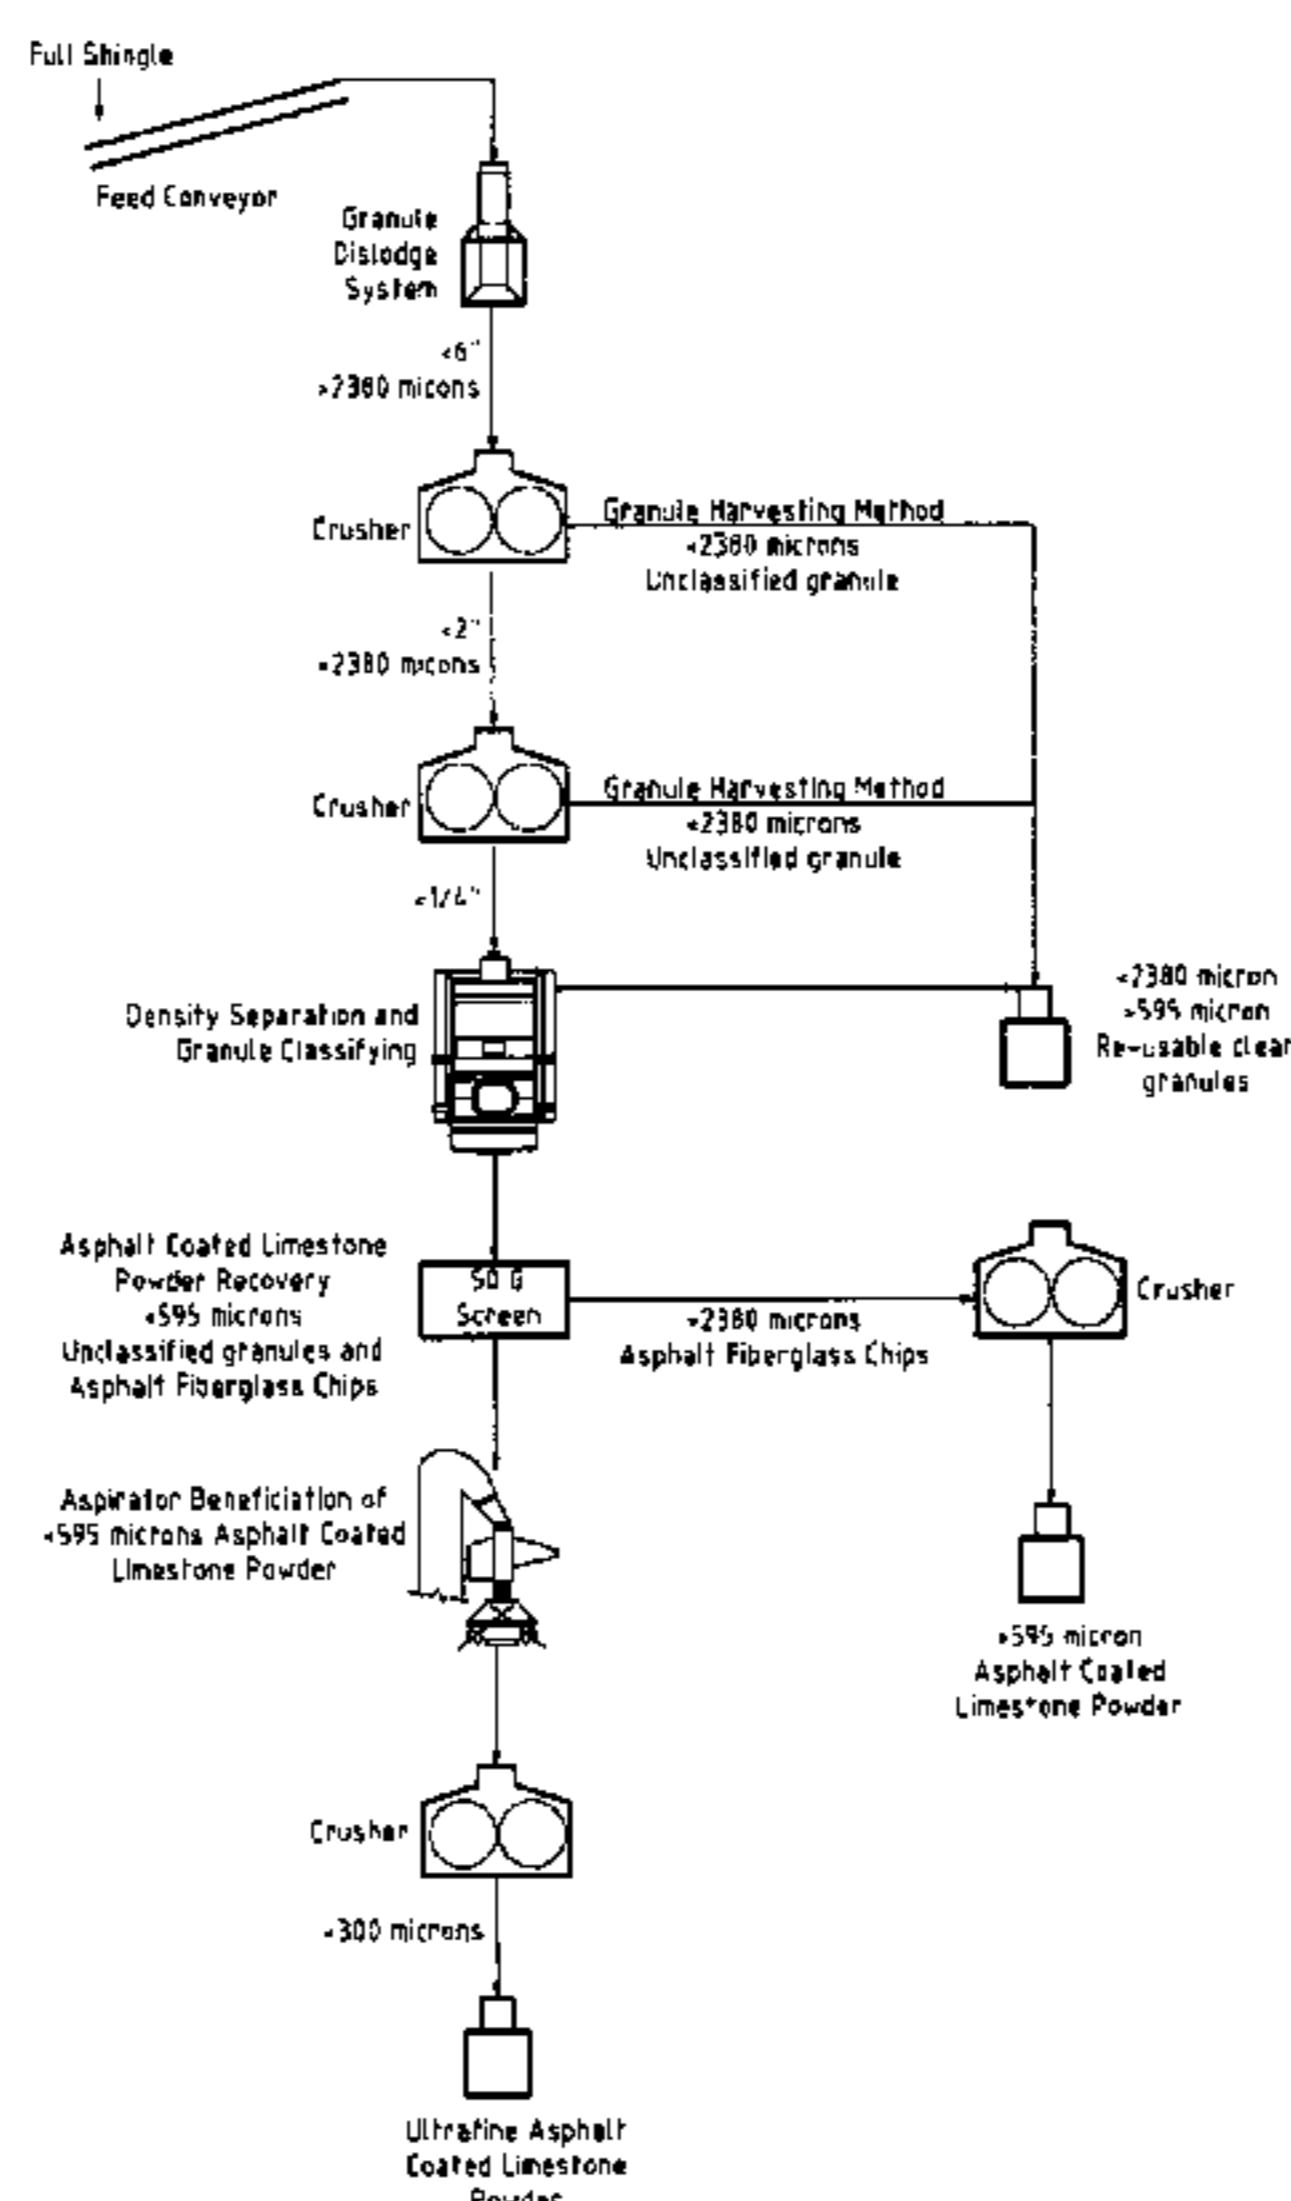 Full Shingle
Feed Conveyor
Granule
Dislodge
System
<6"
>2380 micons
Crusher
Granule Harvesting Method
<2380 microns
Unclassified granule
<2"
2380 micons
Crusher
Granule Harvesting Method
<2380 microns
Unclassified granule
<1/4"
Density Separation and
Granule Classifying
<2380 micron
>595 micron
Re-usable clear
granules
Asphalt Coated Limestone
Powder Recovery
<595 microns
Unclassified granules and
Asphalt Fiberglass Chips
Screen
2380 microns
Asphalt Fiberglass Chips
Crusher
Aspirator Beneficiation of
<595 microns Asphalt Coated
Limestone Powder
595 micron
Asphalt Coated
Limestone Powder
Crusher
<300 microns
Ultrafine Asphalt
Coated Limestone
Powder